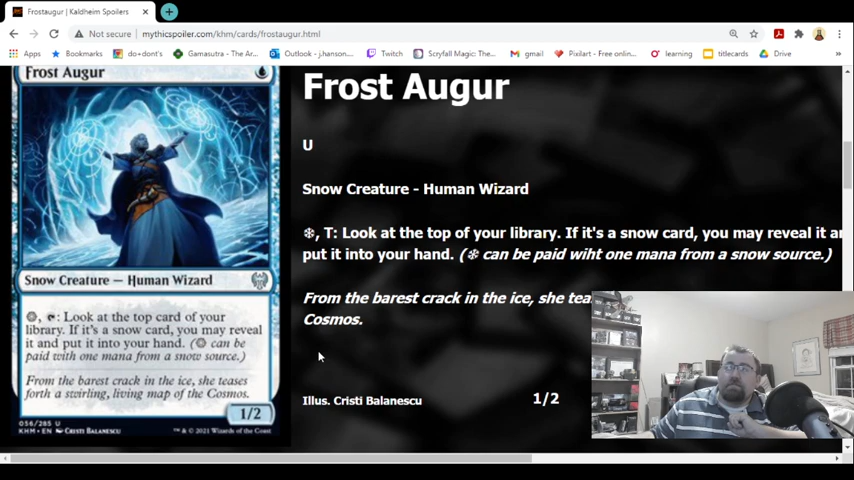 Frostaugur | Kaldheim Spoilers
Not secure | mythicspoiler.com/khm/cards/frostaugur.html
Apps Bookmarks do+dont's Gamasutra - The Ar... Outlook - j.hanson... Twitch Scryfall Magic: The... gmail Pixilart - Free onlin... learning titlecards Drive
Frost Augur
Snow Creature — Human Wizard
, : Look at the top card of your
library. If it's a snow card, you may reveal
it and put it into your hand. ( can be
paid with one mana from a snow source.)
From the barest crack in the ice, she teases
forth a swirling, living map of the Cosmos.
1/2
056/285 U
KHM • EN CRISTI BALANESCU
™ & © 2021 Wizards of the Coast
Frost Augur
U
Snow Creature - Human Wizard
❄, T: Look at the top of your library. If it's a snow card, you may reveal it an
put it into your hand. (❄ can be paid wiht one mana from a snow source.)
From the barest crack in the ice, she tea
Cosmos.
Illus. Cristi Balanescu 1/2